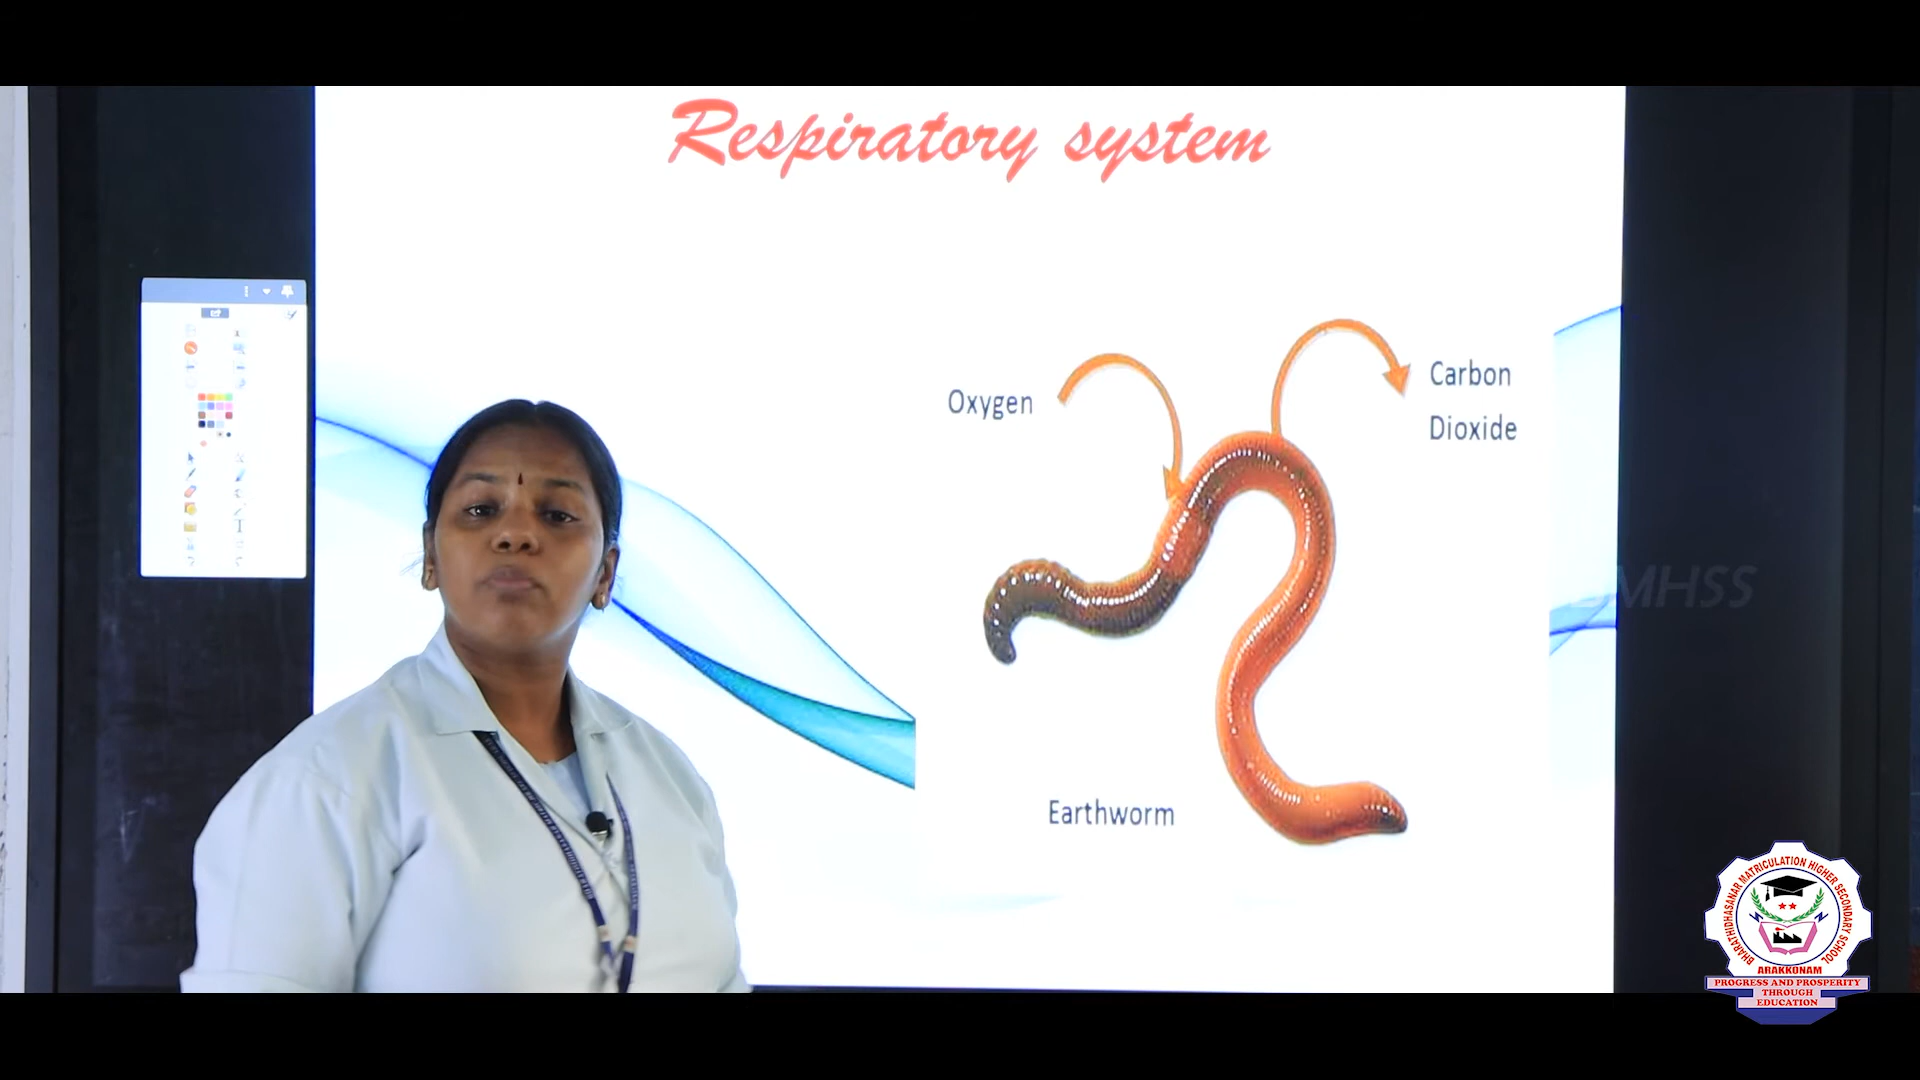 Respiratory system
Oxygen
Carbon
Dioxide
Earthworm
MHSS
BHARATHIDHASANAR MATRICULATION HIGHER SECONDARY SCHOOL
ARAKKONAM
PROGRESS AND PROSPERITY
THROUGH
EDUCATION